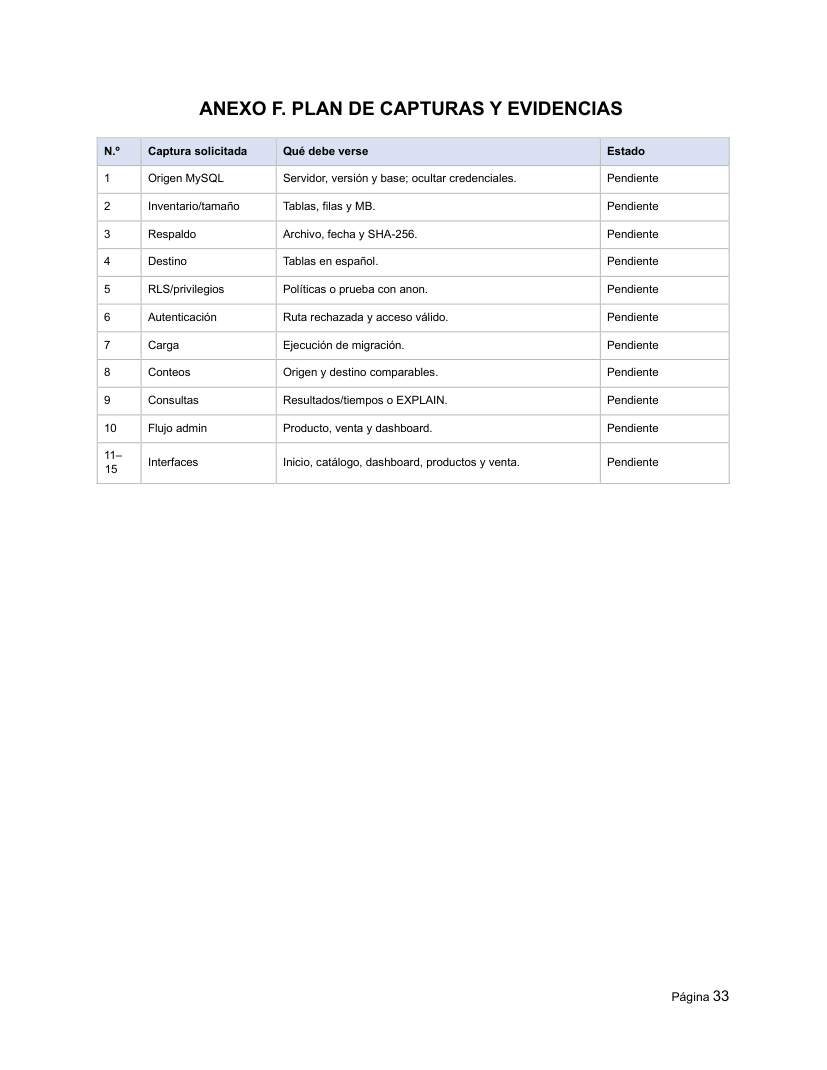 ANEXO F. PLAN DE CAPTURAS Y EVIDENCIAS
N.º Captura solicitada Qué debe verse Estado
1 Origen MySQL Servidor, versión y base; ocultar credenciales. Pendiente
2 Inventario/tamaño Tablas, filas y MB. Pendiente
3 Respaldo Archivo, fecha y SHA-256. Pendiente
4 Destino Tablas en español. Pendiente
5 RLS/privilegios Políticas o prueba con anon. Pendiente
6 Autenticación Ruta rechazada y acceso válido. Pendiente
7 Carga Ejecución de migración. Pendiente
8 Conteos Origen y destino comparables. Pendiente
9 Consultas Resultados/tiempos o EXPLAIN. Pendiente
10 Flujo admin Producto, venta y dashboard. Pendiente
11–
15 Interfaces Inicio, catálogo, dashboard, productos y venta. Pendiente
Página 33